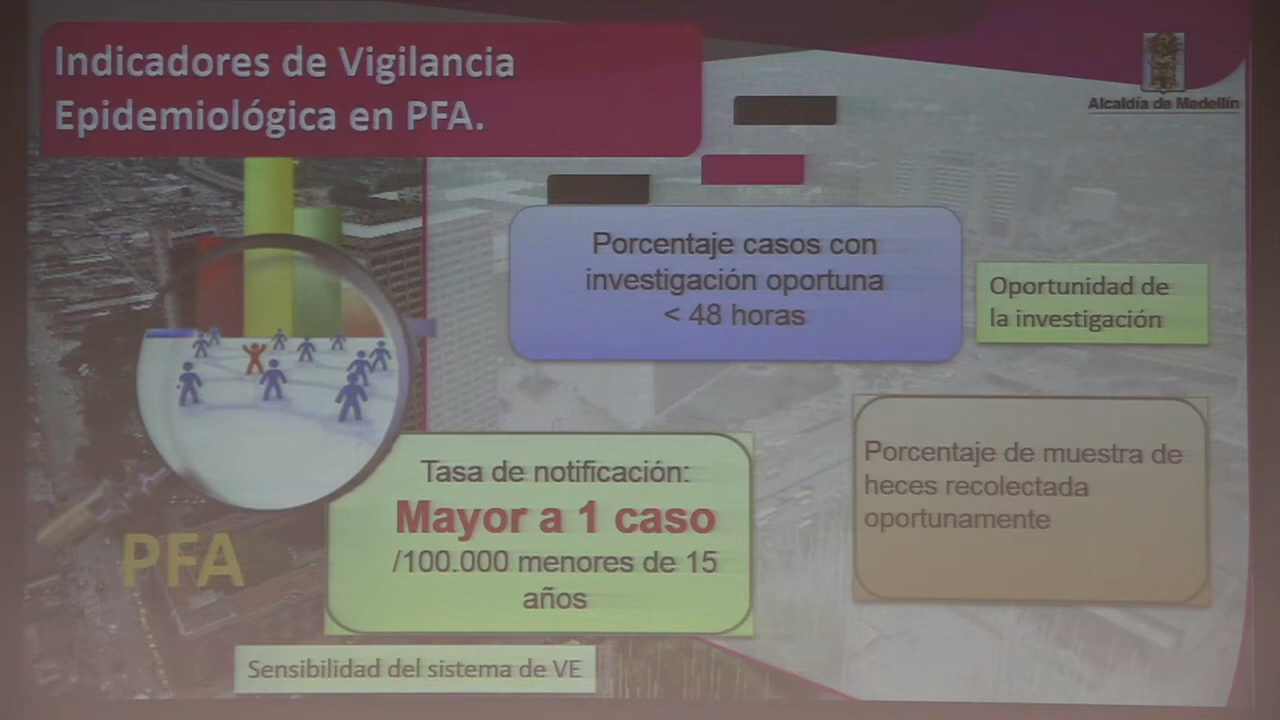 Indicadores de Vigilancia
Epidemiológica en PFA.
Alcaldía de Medellín
Porcentaje casos con
investigación oportuna
< 48 horas
Oportunidad de
la investigación
Porcentaje de muestra de
heces recolectada
oportunamente
Tasa de notificación:
Mayor a 1 caso
/100.000 menores de 15
años
PFA
Sensibilidad del sistema de VE